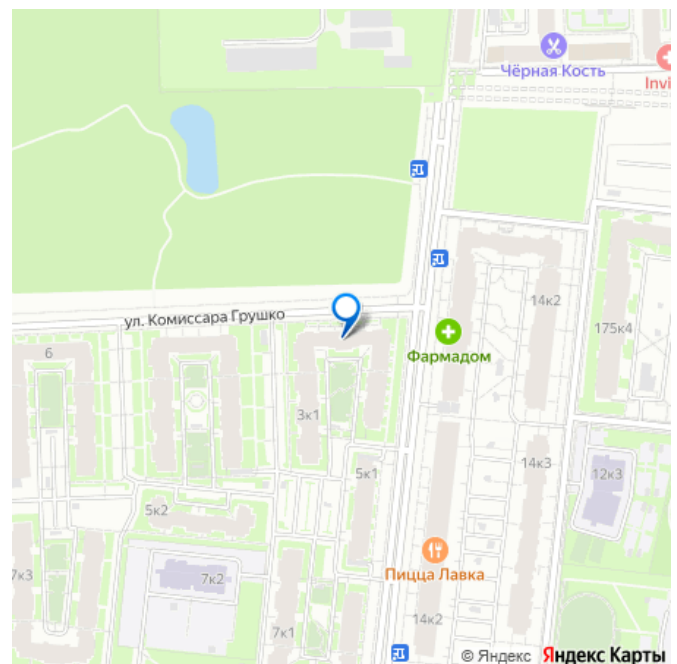 Чёрная Кость
Invi
ул. Комиссара Грушко
14к2
175к4
6
Фармадом
3к1
14к3
5к1
12к3
5к2
7к3
7к2
Пицца Лавка
7к1
14к2
© Яндекс Яндекс Карты